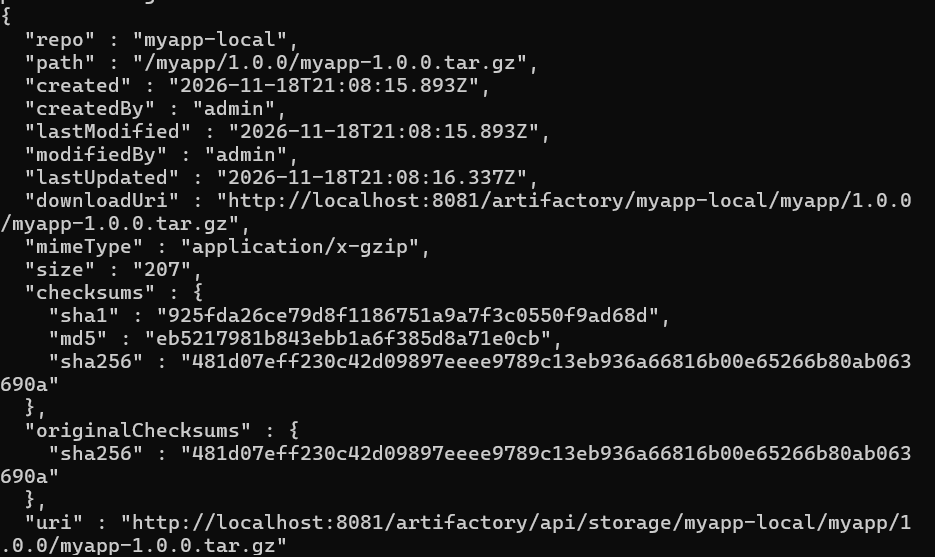 {
  "repo" : "myapp-local",
  "path" : "/myapp/1.0.0/myapp-1.0.0.tar.gz",
  "created" : "2026-11-18T21:08:15.893Z",
  "createdBy" : "admin",
  "lastModified" : "2026-11-18T21:08:15.893Z",
  "modifiedBy" : "admin",
  "lastUpdated" : "2026-11-18T21:08:16.337Z",
  "downloadUri" : "http://localhost:8081/artifactory/myapp-local/myapp/1.0.0
/myapp-1.0.0.tar.gz",
  "mimeType" : "application/x-gzip",
  "size" : "207",
  "checksums" : {
    "sha1" : "925fda26ce79d8f1186751a9a7f3c0550f9ad68d",
    "md5" : "eb5217981b843ebb1a6f385d8a71e0cb",
    "sha256" : "481d07eff230c42d09897eeee9789c13eb936a66816b00e65266b80ab063
690a"
  },
  "originalChecksums" : {
    "sha256" : "481d07eff230c42d09897eeee9789c13eb936a66816b00e65266b80ab063
690a"
  },
  "uri" : "http://localhost:8081/artifactory/api/storage/myapp-local/myapp/1
.0.0/myapp-1.0.0.tar.gz"